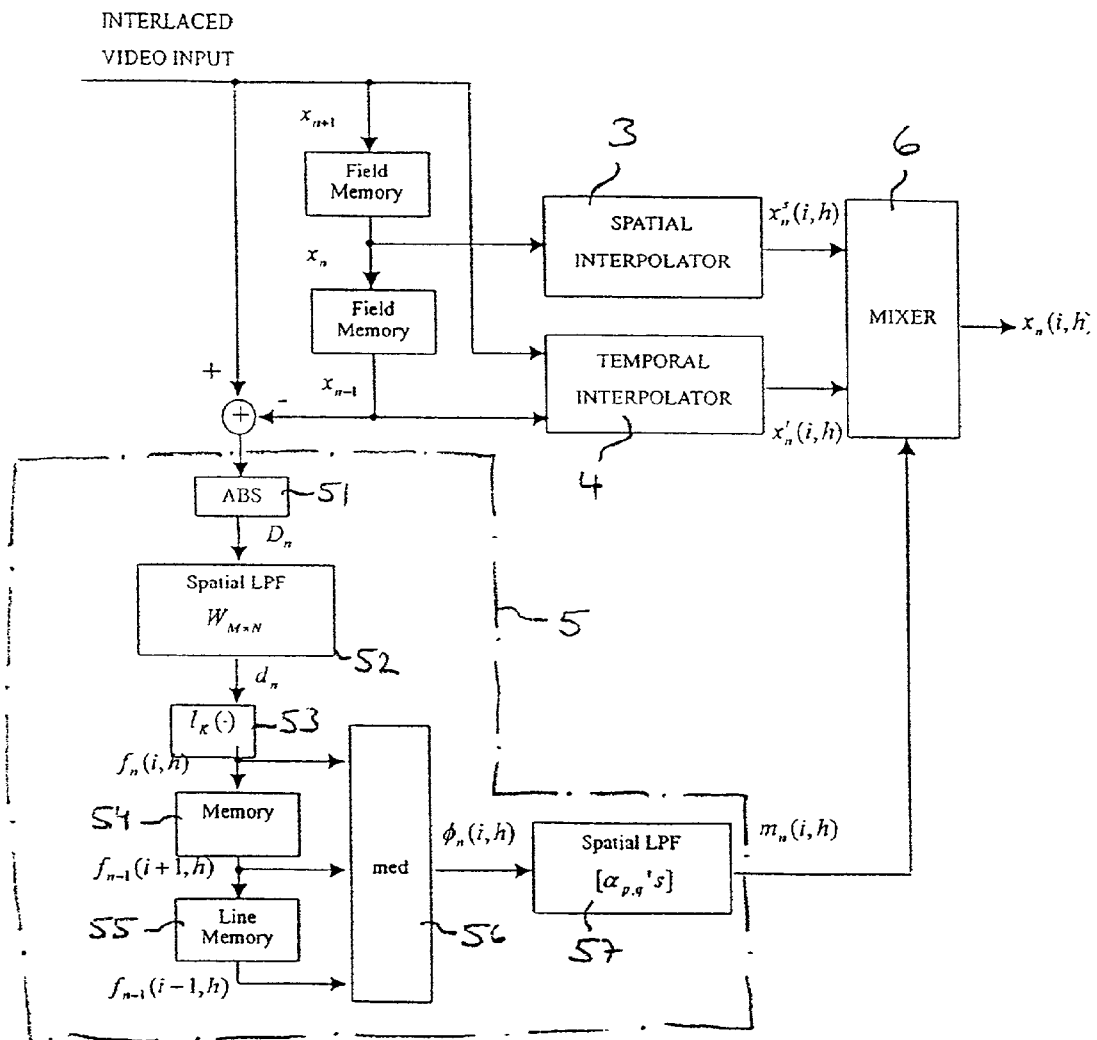 INTERLACED
VIDEO INPUT
x_{n+1}
Field
Memory
x_n
Field
Memory
x_{n-1}
3
SPATIAL
INTERPOLATOR
x_n^s(i,h)
6
MIXER
x_n(i,h)
TEMPORAL
INTERPOLATOR
4
x_n^t(i,h)
+
-
+
ABS
51
D_n
Spatial LPF
W_{M×N}
52
5
d_n
l_K(·)
53
f_n(i,h)
54
Memory
f_{n-1}(i+1,h)
55
Line
Memory
f_{n-1}(i-1,h)
med
56
ϕ_n(i,h)
Spatial LPF
[α_{p,q}'s]
57
m_n(i,h)